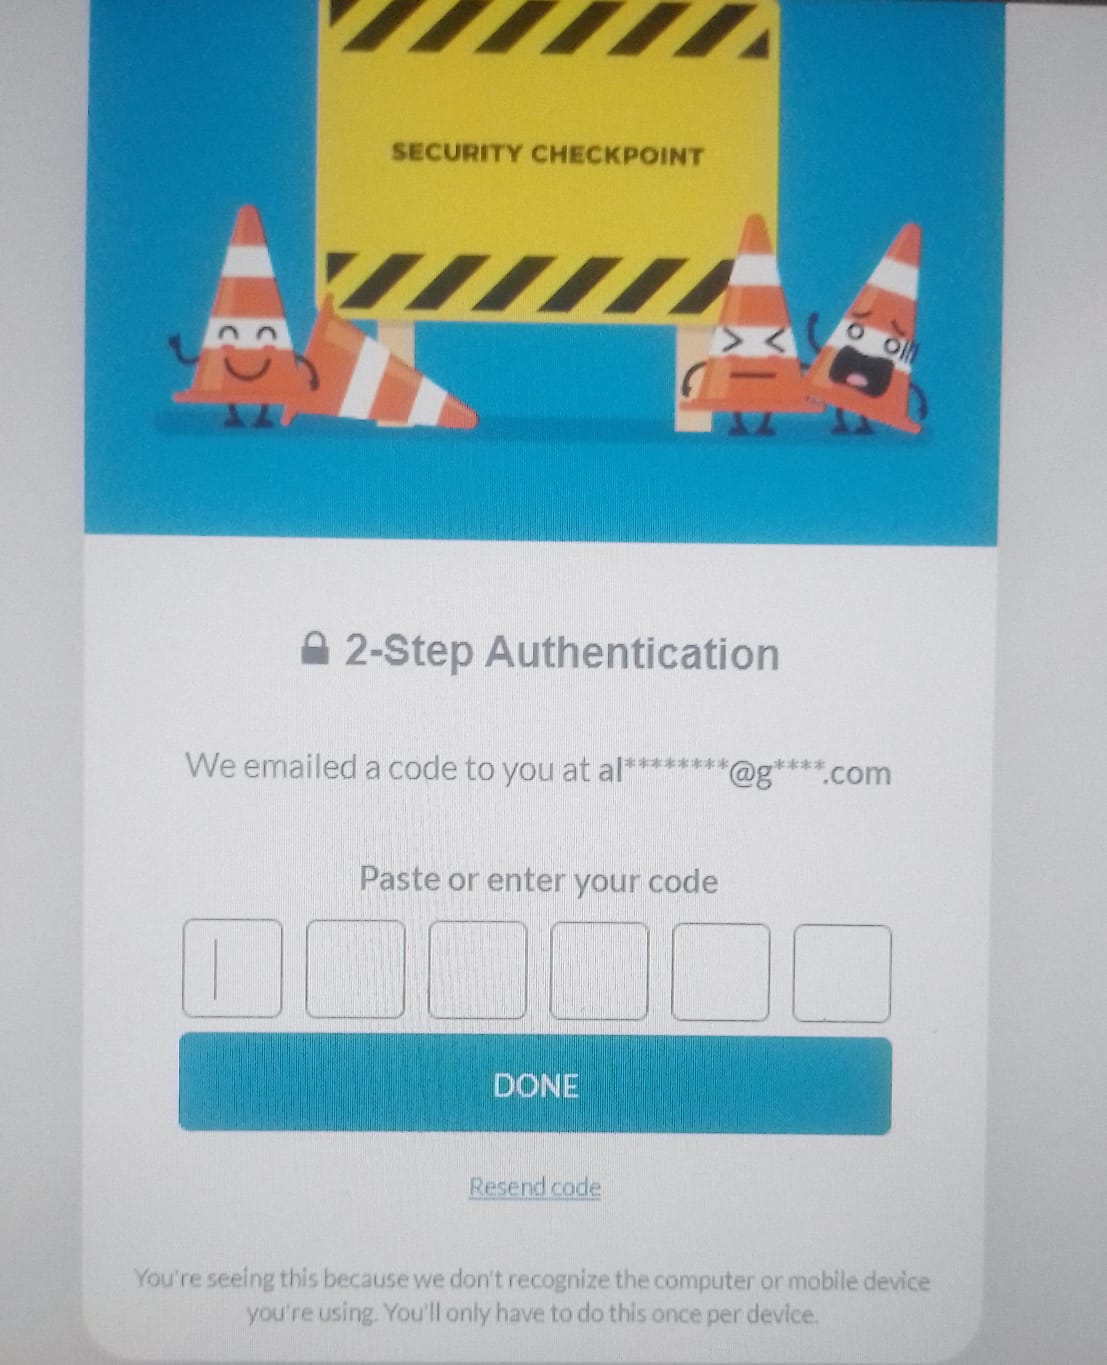 SECURITY CHECKPOINT
2-Step Authentication
We emailed a code to you at al********@g****.com
Paste or enter your code
DONE
Resend code
You're seeing this because we don't recognize the computer or mobile device
you're using. You'll only have to do this once per device.